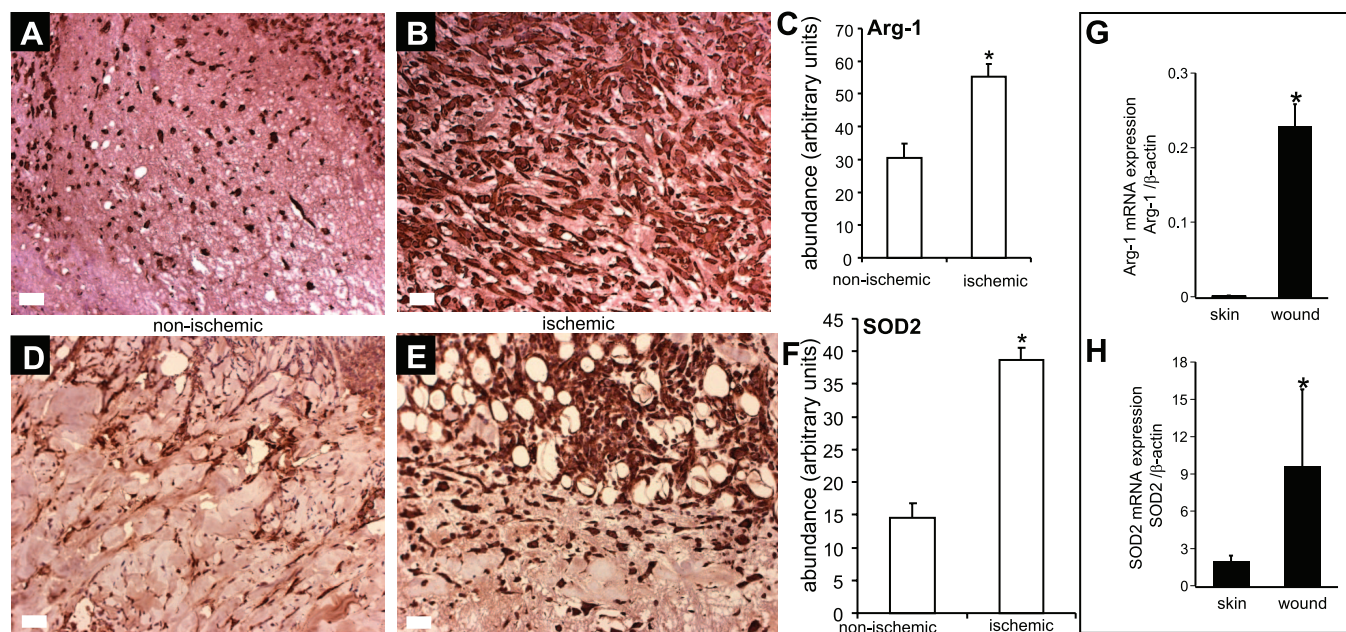 A
B
non-ischemic
ischemic
D
E
C
Arg-1
abundance (arbitrary units)
70
60
50
40
30
20
10
0
*
non-ischemic
ischemic
F
SOD2
abundance (arbitrary units)
45
40
35
30
25
20
15
10
5
0
*
non-ischemic
ischemic
G
Arg-1 mRNA expression
Arg-1 /β-actin
0.3
0.2
0.1
0
*
skin
wound
H
SOD2 mRNA expression
SOD2 /β-actin
18
15
12
9
6
3
0
*
skin
wound